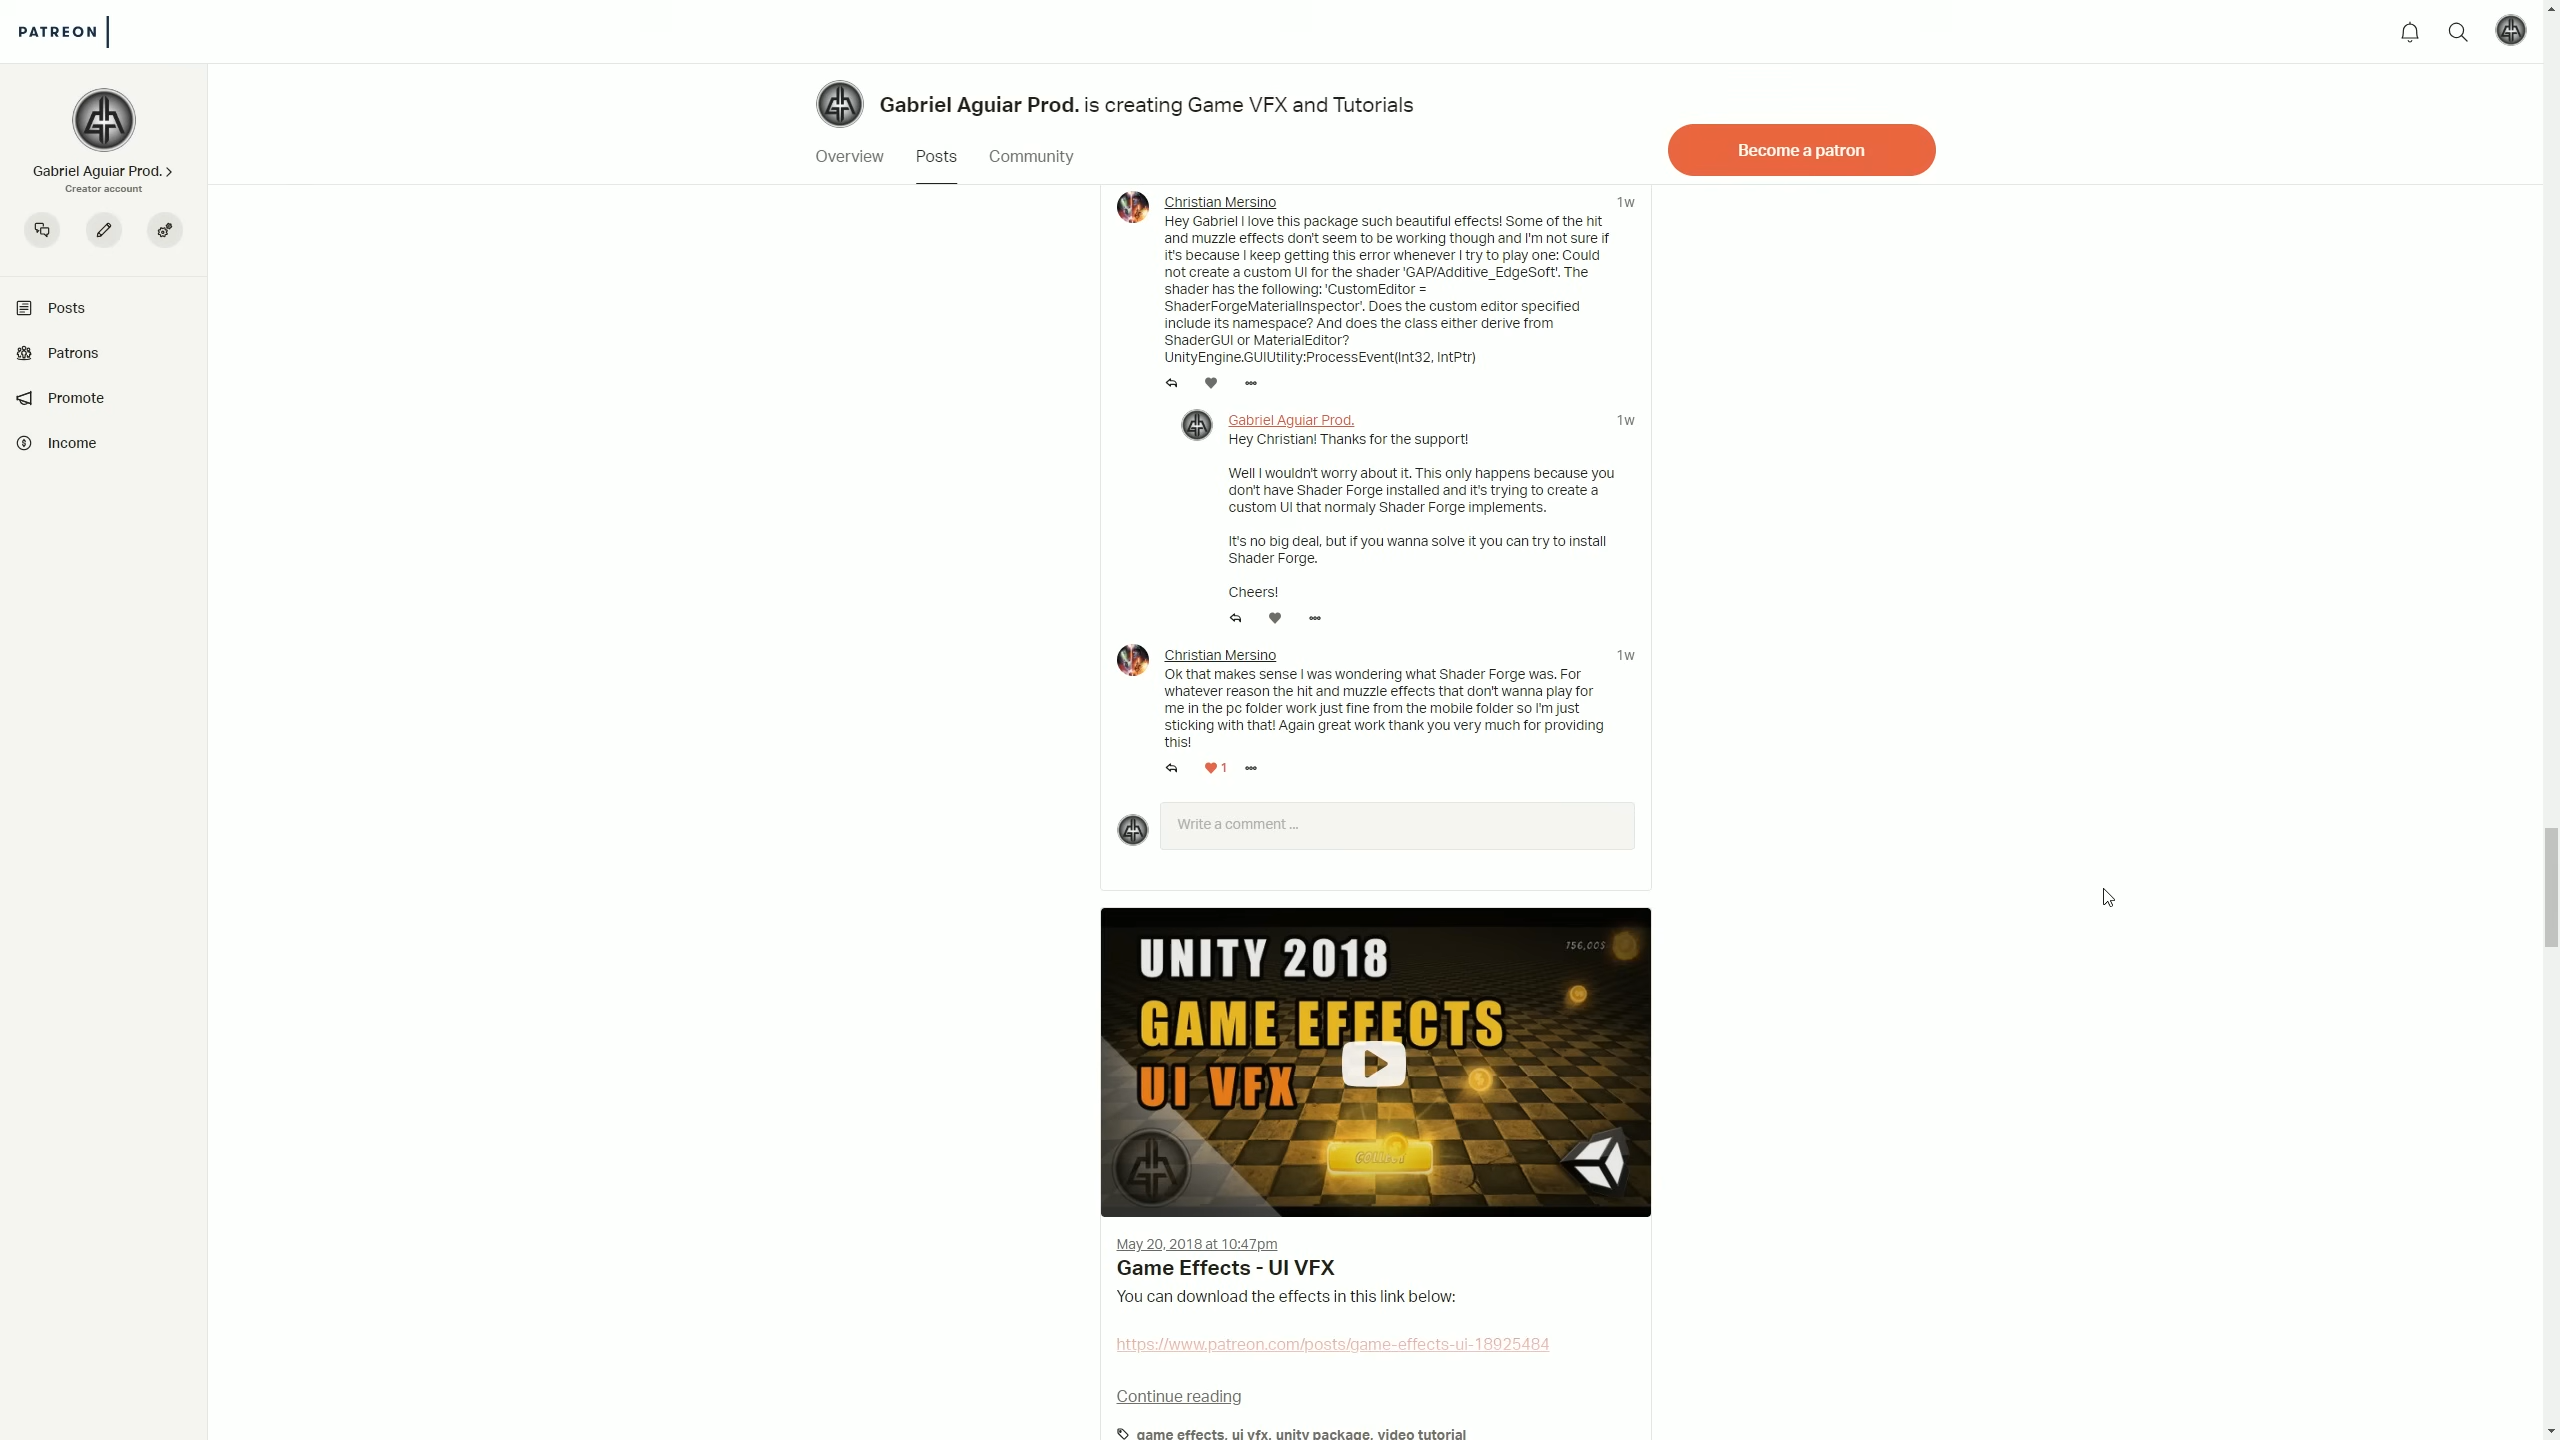 PATREON
Gabriel Aguiar Prod.
Creator account
Posts
Patrons
Promote
Income
Gabriel Aguiar Prod. is creating Game VFX and Tutorials
Overview
Posts
Community
Become a patron
Christian Mersino
1w
Hey Gabriel I love this package such beautiful effects! Some of the hit
and muzzle effects don't seem to be working though and I'm not sure if
it's because I keep getting this error whenever I try to play one: Could
not create a custom UI for the shader 'GAP/Additive_EdgeSoft'. The
shader has the following: 'CustomEditor =
ShaderForgeMaterialInspector'. Does the custom editor specified
include its namespace? And does the class either derive from
ShaderGUI or MaterialEditor?
UnityEngine.GUIUtility:ProcessEvent(Int32, IntPtr)
Gabriel Aguiar Prod.
1w
Hey Christian! Thanks for the support!
Well I wouldn't worry about it. This only happens because you
don't have Shader Forge installed and it's trying to create a
custom UI that normaly Shader Forge implements.
It's no big deal, but if you wanna solve it you can try to install
Shader Forge.
Cheers!
Christian Mersino
1w
Ok that makes sense I was wondering what Shader Forge was. For
whatever reason the hit and muzzle effects that don't wanna play for
me in the pc folder work just fine from the mobile folder so I'm just
sticking with that! Again great work thank you very much for providing
this!
1
Write a comment ...
UNITY 2018
156,00$
GAME EFFECTS
UI VFX
COLLECT
May 20, 2018 at 10:47pm
Game Effects - UI VFX
You can download the effects in this link below:
https://www.patreon.com/posts/game-effects-ui-18925484
Continue reading
game effects, ui vfx, unity package, video tutorial